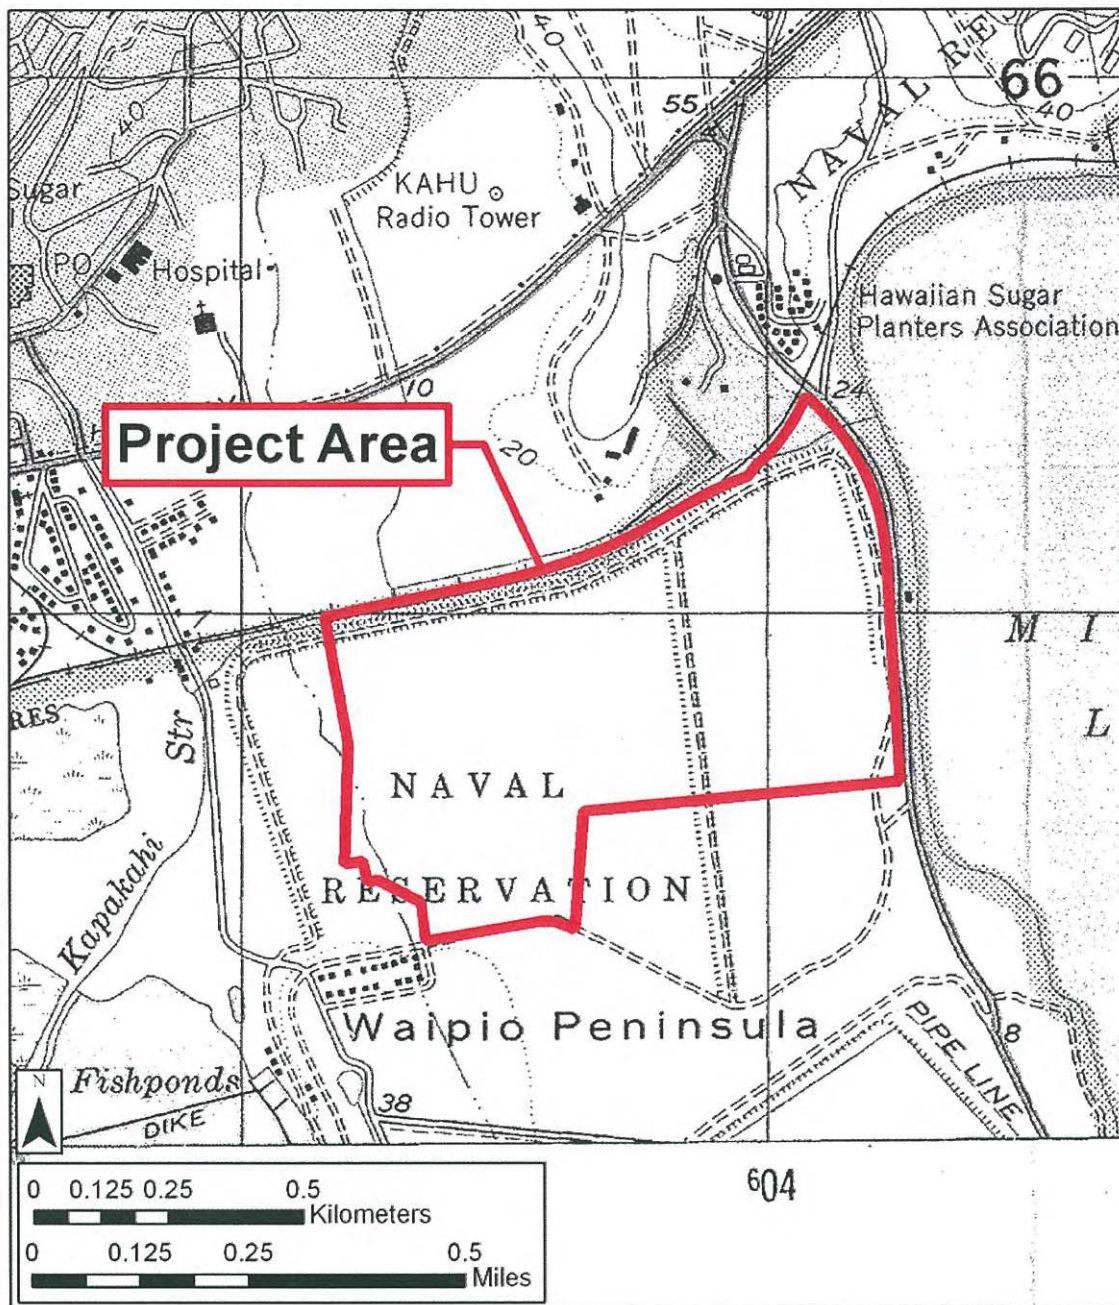 40
55
NAVAL RE
66
40
40
Sugar
KAHU
Radio Tower
PO
Hospital
Hawaiian Sugar
Planters Association
10
24
Project Area
20
7
M I
L
RES
Str
NAVAL
RESERVATION
Kapakahi
Waipio Peninsula
PIPE LINE
8
Fishponds
DIKE
38
N
604
0 0.125 0.25 0.5
Kilometers
0 0.125 0.25 0.5
Miles